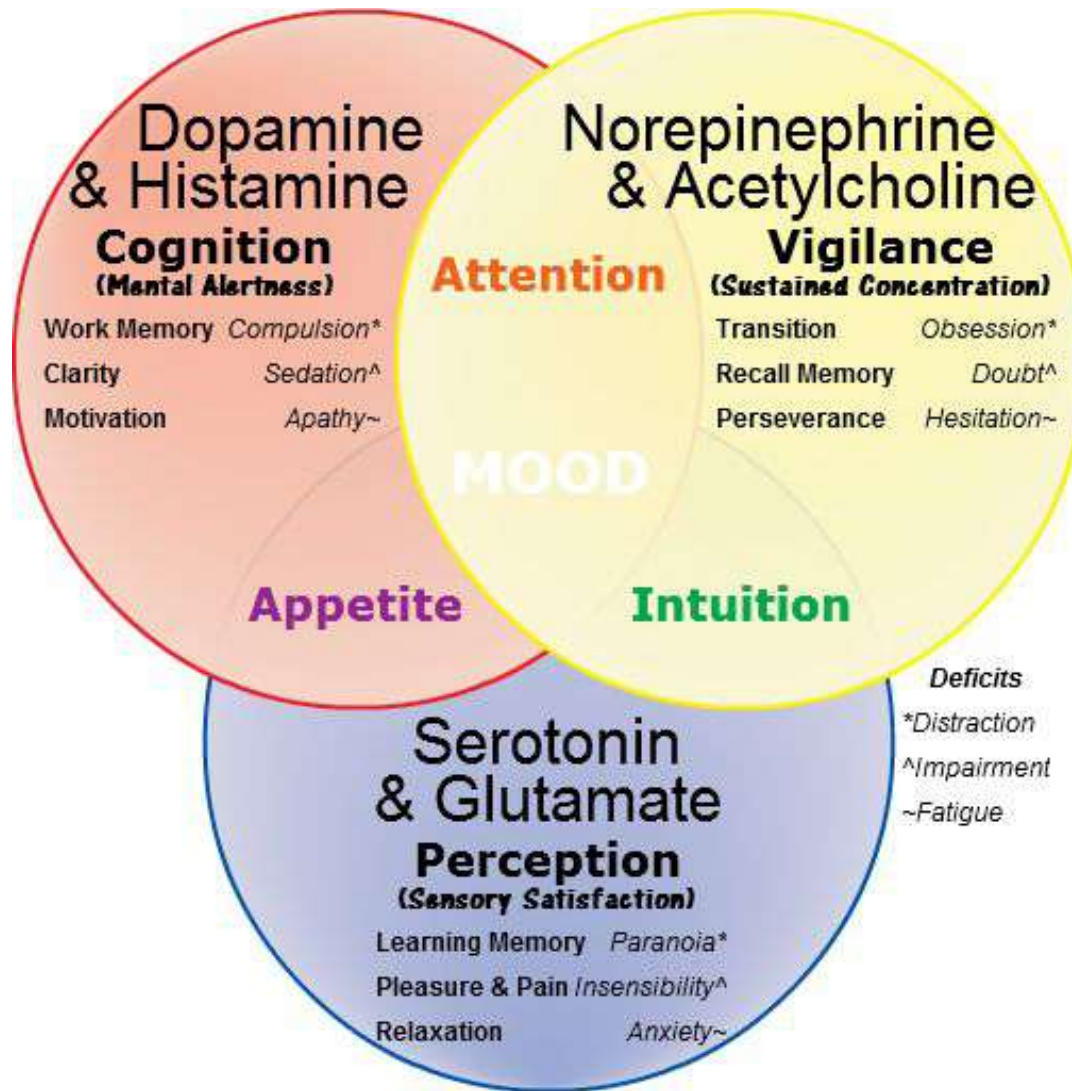 Dopamine
& Histamine
Cognition
(Mental Alertness)
Work Memory Compulsion*
Clarity Sedation^
Motivation Apathy~
Norepinephrine
& Acetylcholine
Vigilance
(Sustained Concentration)
Transition Obsession*
Recall Memory Doubt^
Perseverance Hesitation~
Attention
MOOD
Appetite
Intuition
Serotonin
& Glutamate
Perception
(Sensory Satisfaction)
Learning Memory Paranoia*
Pleasure & Pain Insensibility^
Relaxation Anxiety~
Deficits
*Distraction
^Impairment
~Fatigue